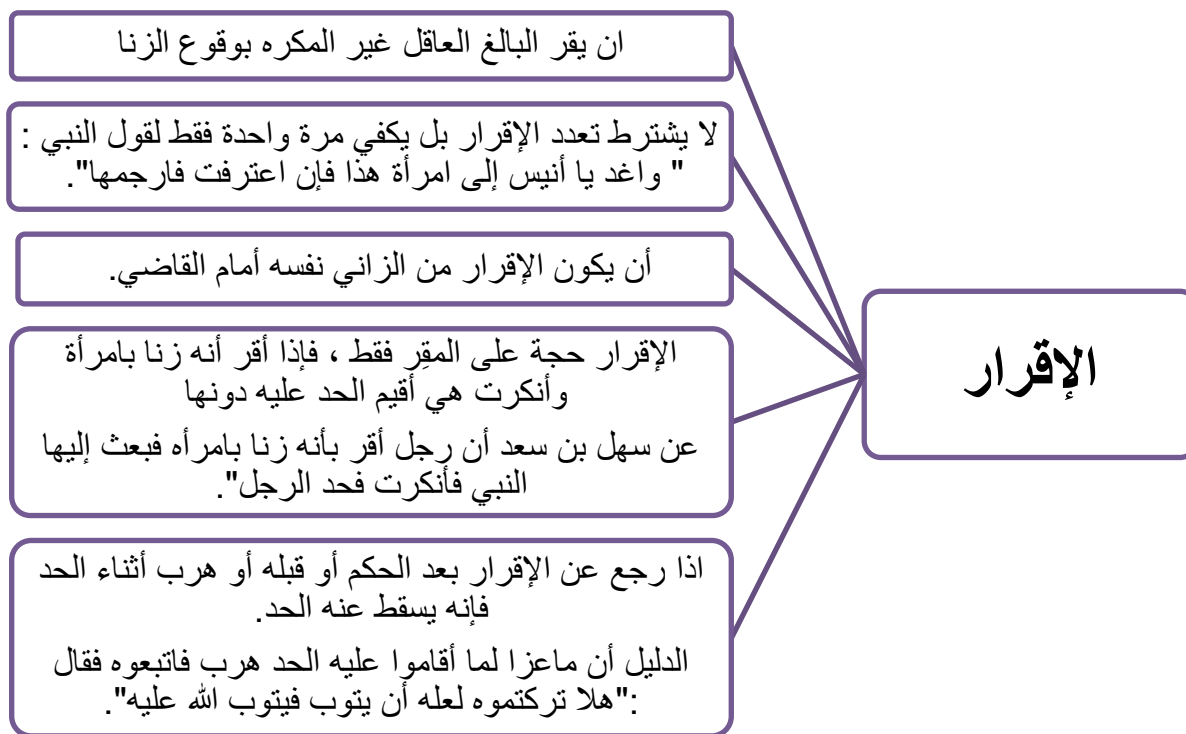 الإقرار
ان يقر البالغ العاقل غير المكره بوقوع الزنا
لا يشترط تعدد الإقرار بل يكفي مرة واحدة فقط لقول النبي :
" واغد يا أنيس إلى امرأة هذا فإن اعترفت فارجمها".
أن يكون الإقرار من الزاني نفسه أمام القاضي.
الإقرار حجة على المقِر فقط ، فإذا أقر أنه زنا بامرأة
وأنكرت هي أقيم الحد عليه دونها
عن سهل بن سعد أن رجل أقر بأنه زنا بامرأه فبعث إليها
النبي فأنكرت فحد الرجل".
اذا رجع عن الإقرار بعد الحكم أو قبله أو هرب أثناء الحد
فإنه يسقط عنه الحد.
الدليل أن ماعزا لما أقاموا عليه الحد هرب فاتبعوه فقال
:"هلا تركتموه لعله أن يتوب فيتوب الله عليه".